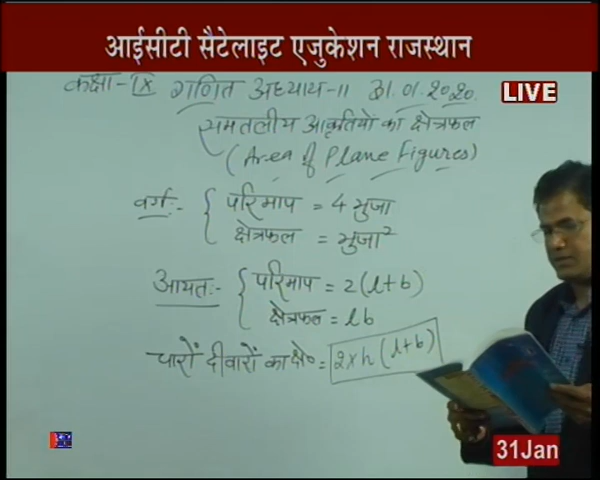 आईसीटी सैटेलाइट एजुकेशन राजस्थान
कक्षा-IX गणित अध्याय-11 31.01.2020.
LIVE
समतलीय आकृतियों का क्षेत्रफल
(Area of Plane Figures)
वर्ग:- { परिमाप = 4 भुजा
क्षेत्रफल = भुजा²
आयत:- { परिमाप = 2(l+b)
क्षेत्रफल = lb
चारों दीवारों का क्षे० = 2×h(l+b)
31Jan